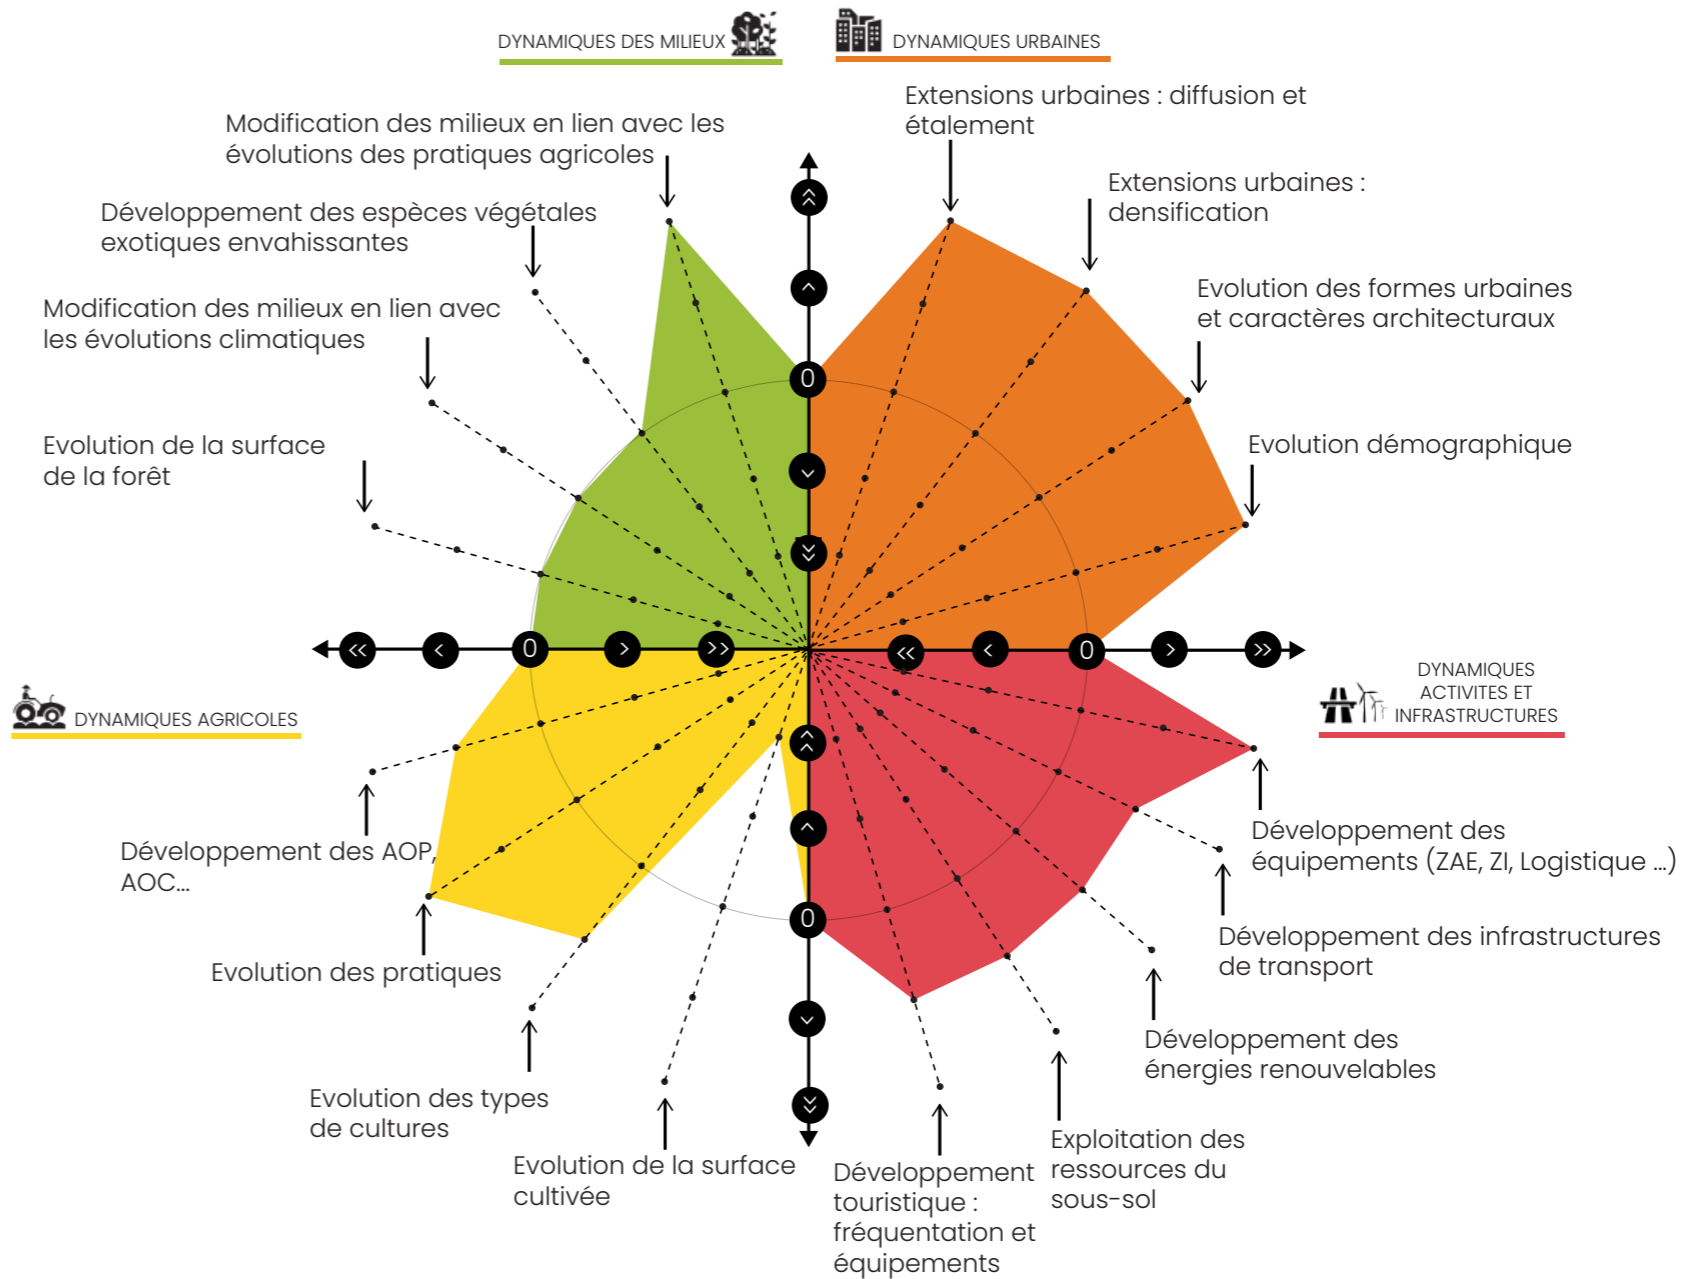 DYNAMIQUES DES MILIEUX
DYNAMIQUES URBAINES
Extensions urbaines : diffusion et
étalement
Modification des milieux en lien avec les
évolutions des pratiques agricoles
Extensions urbaines :
densification
Développement des espèces végétales
exotiques envahissantes
Evolution des formes urbaines
et caractères architecturaux
Modification des milieux en lien avec
les évolutions climatiques
Evolution démographique
Evolution de la surface
de la forêt
0
0
0
0
DYNAMIQUES
ACTIVITES ET
INFRASTRUCTURES
DYNAMIQUES AGRICOLES
Développement des AOP,
AOC...
Développement des
équipements (ZAE, ZI, Logistique ...)
Evolution des pratiques
Développement des infrastructures
de transport
Développement des
énergies renouvelables
Evolution des types
de cultures
Exploitation des
ressources du
sous-sol
Evolution de la surface
cultivée
Développement
touristique :
fréquentation et
équipements